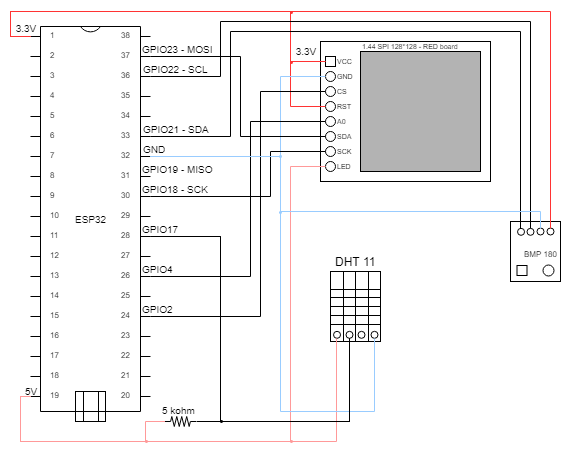 3.3V
1
38
2
GPIO23 - MOSI
37
3
GPIO22 - SCL
36
4
35
5
34
6
GPIO21 - SDA
33
7
GND
32
8
GPIO19 - MISO
31
9
GPIO18 - SCK
30
10
29
ESP32
11
GPIO17
28
12
27
13
GPIO4
26
14
25
15
GPIO2
24
16
23
17
22
18
21
5V
19
20
1.44 SPI 128*128 - RED board
3.3V
VCC
GND
CS
RST
A0
SDA
SCK
LED
BMP 180
DHT 11
5 kohm